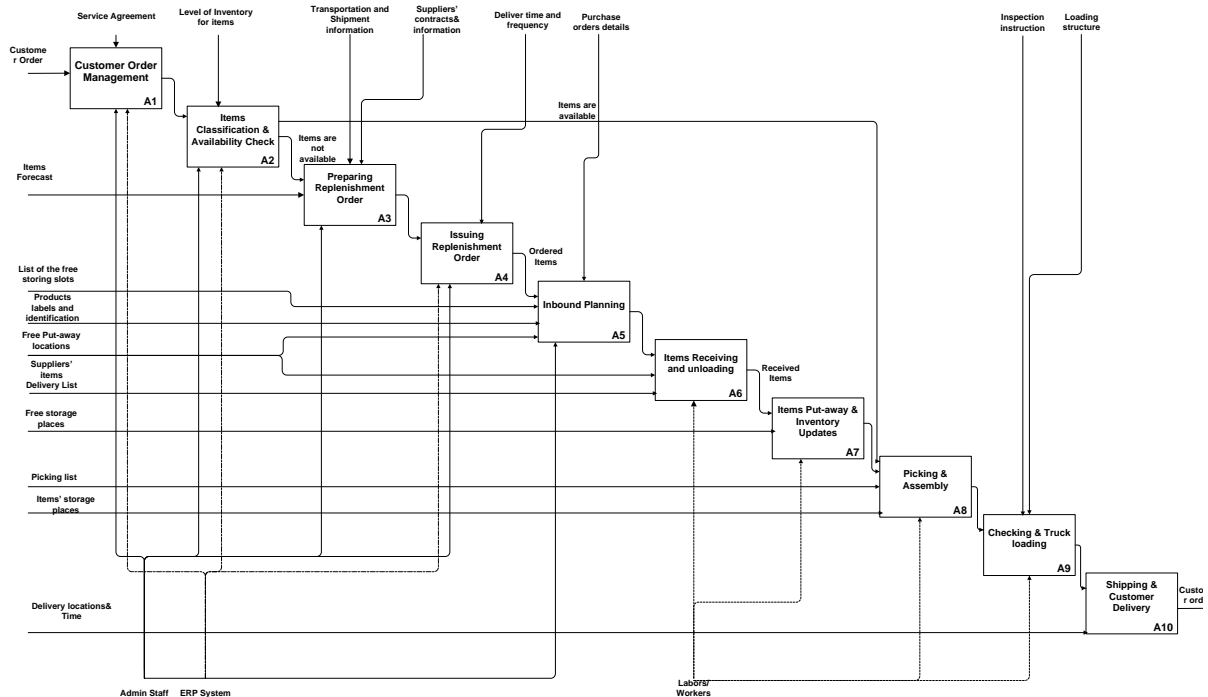 Service Agreement
Level of Inventory
for items
Transportation and
Shipment
information
Suppliers'
contracts&
information
Deliver time and
frequency
Purchase
orders details
Inspection
instruction
Loading
structure
Custome
r Order
Customer Order
Management
A1
Items
Classification &
Availability Check
A2
Items are
available
Items are
not
available
Items
Forecast
Preparing
Replenishment
Order
A3
Issuing
Replenishment
Order
A4
Ordered
Items
List of the free
storing slots
Products
labels and
identification
Inbound Planning
A5
Free Put-away
locations
Suppliers'
items
Delivery List
Items Receiving
and unloading
A6
Received
Items
Free storage
places
Items Put-away &
Inventory
Updates
A7
Picking list
Items' storage
places
Picking &
Assembly
A8
Checking & Truck
loading
A9
Delivery locations&
Time
Shipping &
Customer
Delivery
A10
Custo
r ord
Admin Staff
ERP System
Labors/
Workers